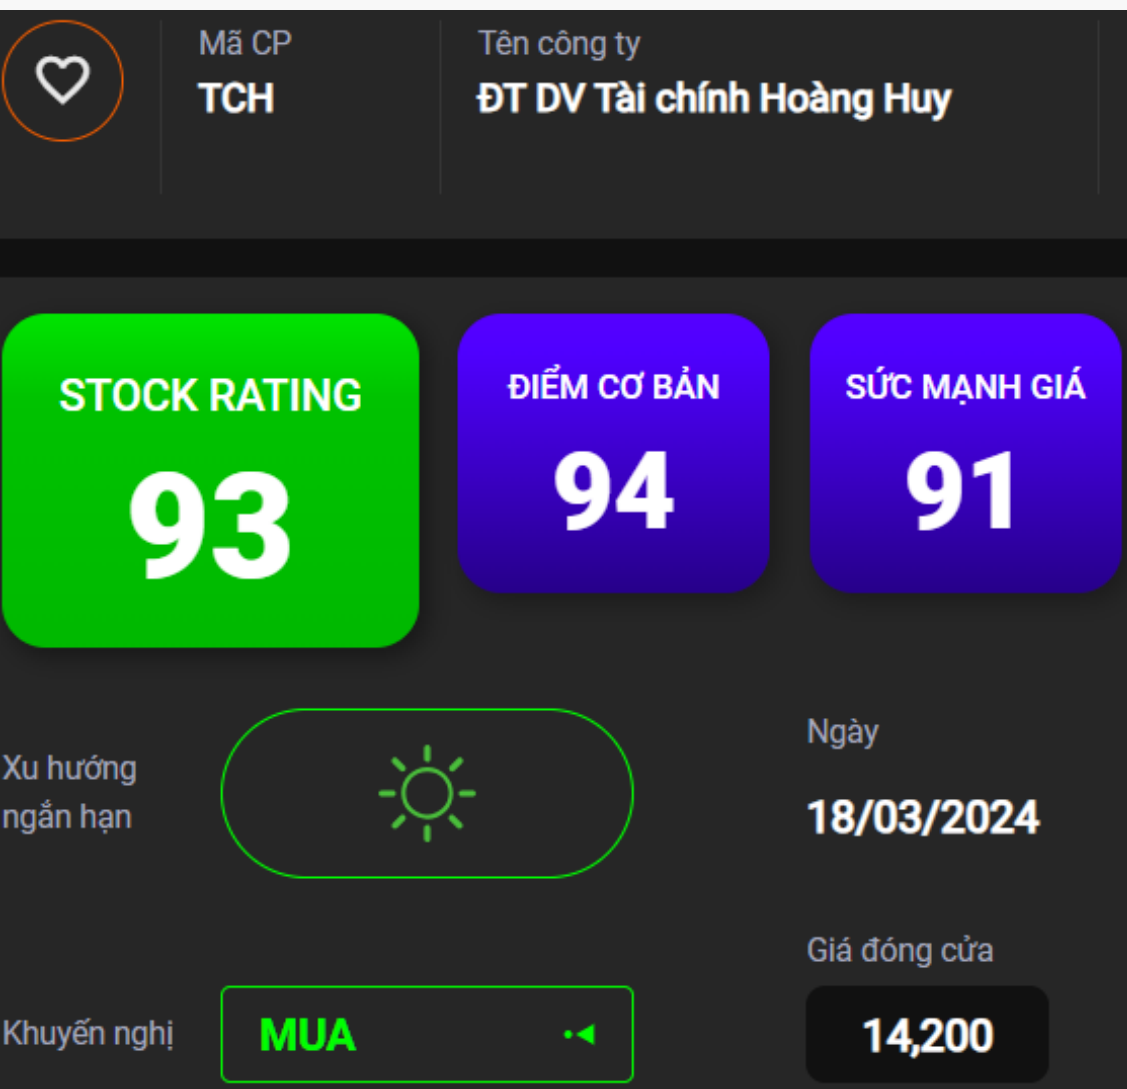 Mã CP
TCH
Tên công ty
ĐT DV Tài chính Hoàng Huy
STOCK RATING
93
ĐIỂM CƠ BẢN
94
SỨC MẠNH GIÁ
91
Xu hướng
ngắn hạn
Ngày
18/03/2024
Khuyến nghị
MUA
Giá đóng cửa
14,200